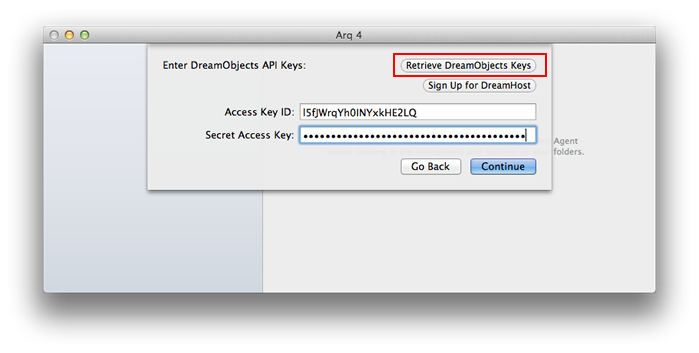 Arq 4
Enter DreamObjects API Keys:
Retrieve DreamObjects Keys
Sign Up for DreamHost
Access Key ID: l5fJWrqYh0INYxkHE2LQ
Secret Access Key: ••••••••••••••••••••••••••••••••••••••••
Agent
folders.
Go Back
Continue